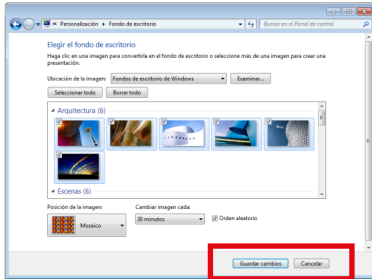 « Personalización ▸ Fondo de escritorio
Buscar en el Panel de control
Elegir el fondo de escritorio
Haga clic en una imagen para convertirla en el fondo de escritorio o seleccione más de una imagen para crear una
presentación.
Ubicación de la imagen: Fondos de escritorio de Windows Examinar...
Seleccionar todo Borrar todo
Arquitectura (6)
Escenas (6)
Posición de la imagen: Cambiar imagen cada:
Mosaico 30 minutos Orden aleatorio
Guardar cambios Cancelar